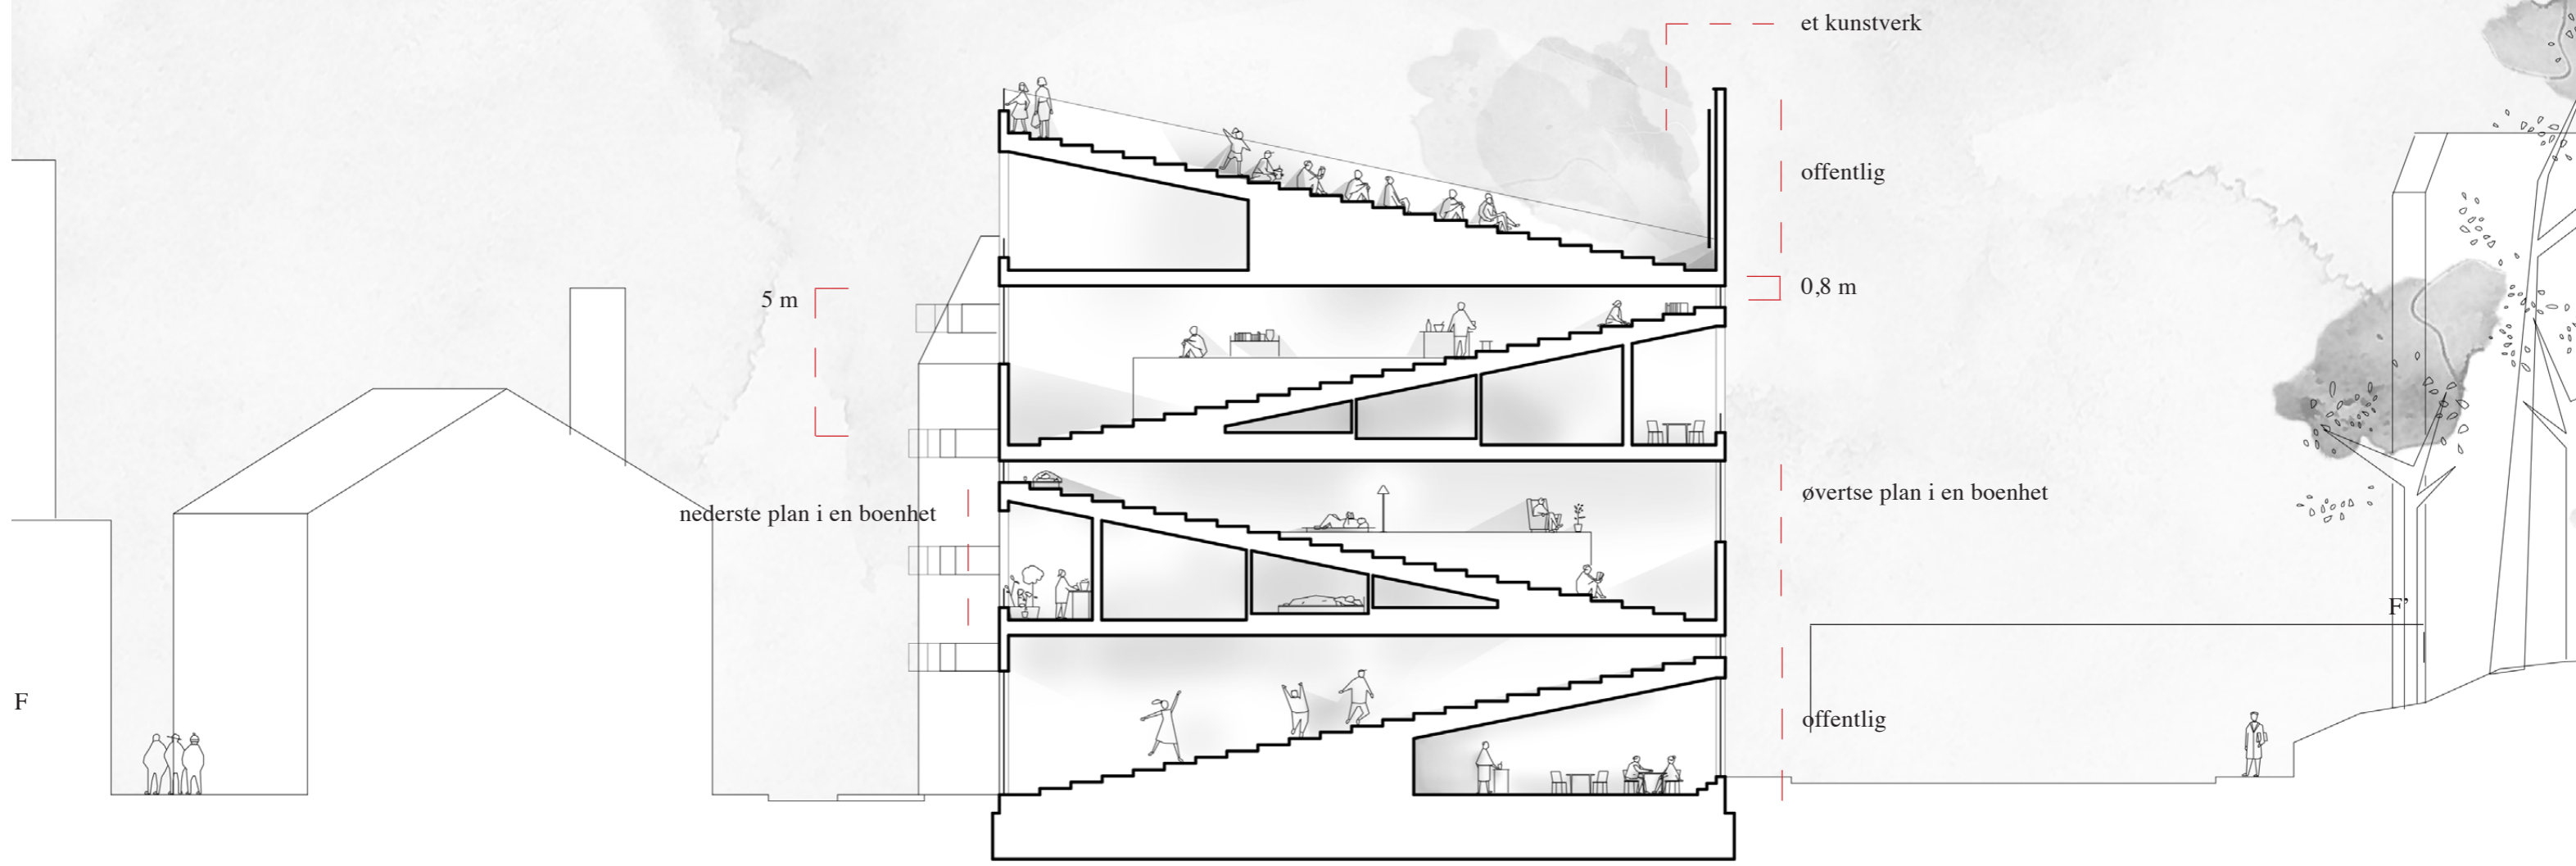 et kunstverk
offentlig
5 m
0,8 m
øvertse plan i en boenhet
nederste plan i en boenhet
F'
F
offentlig